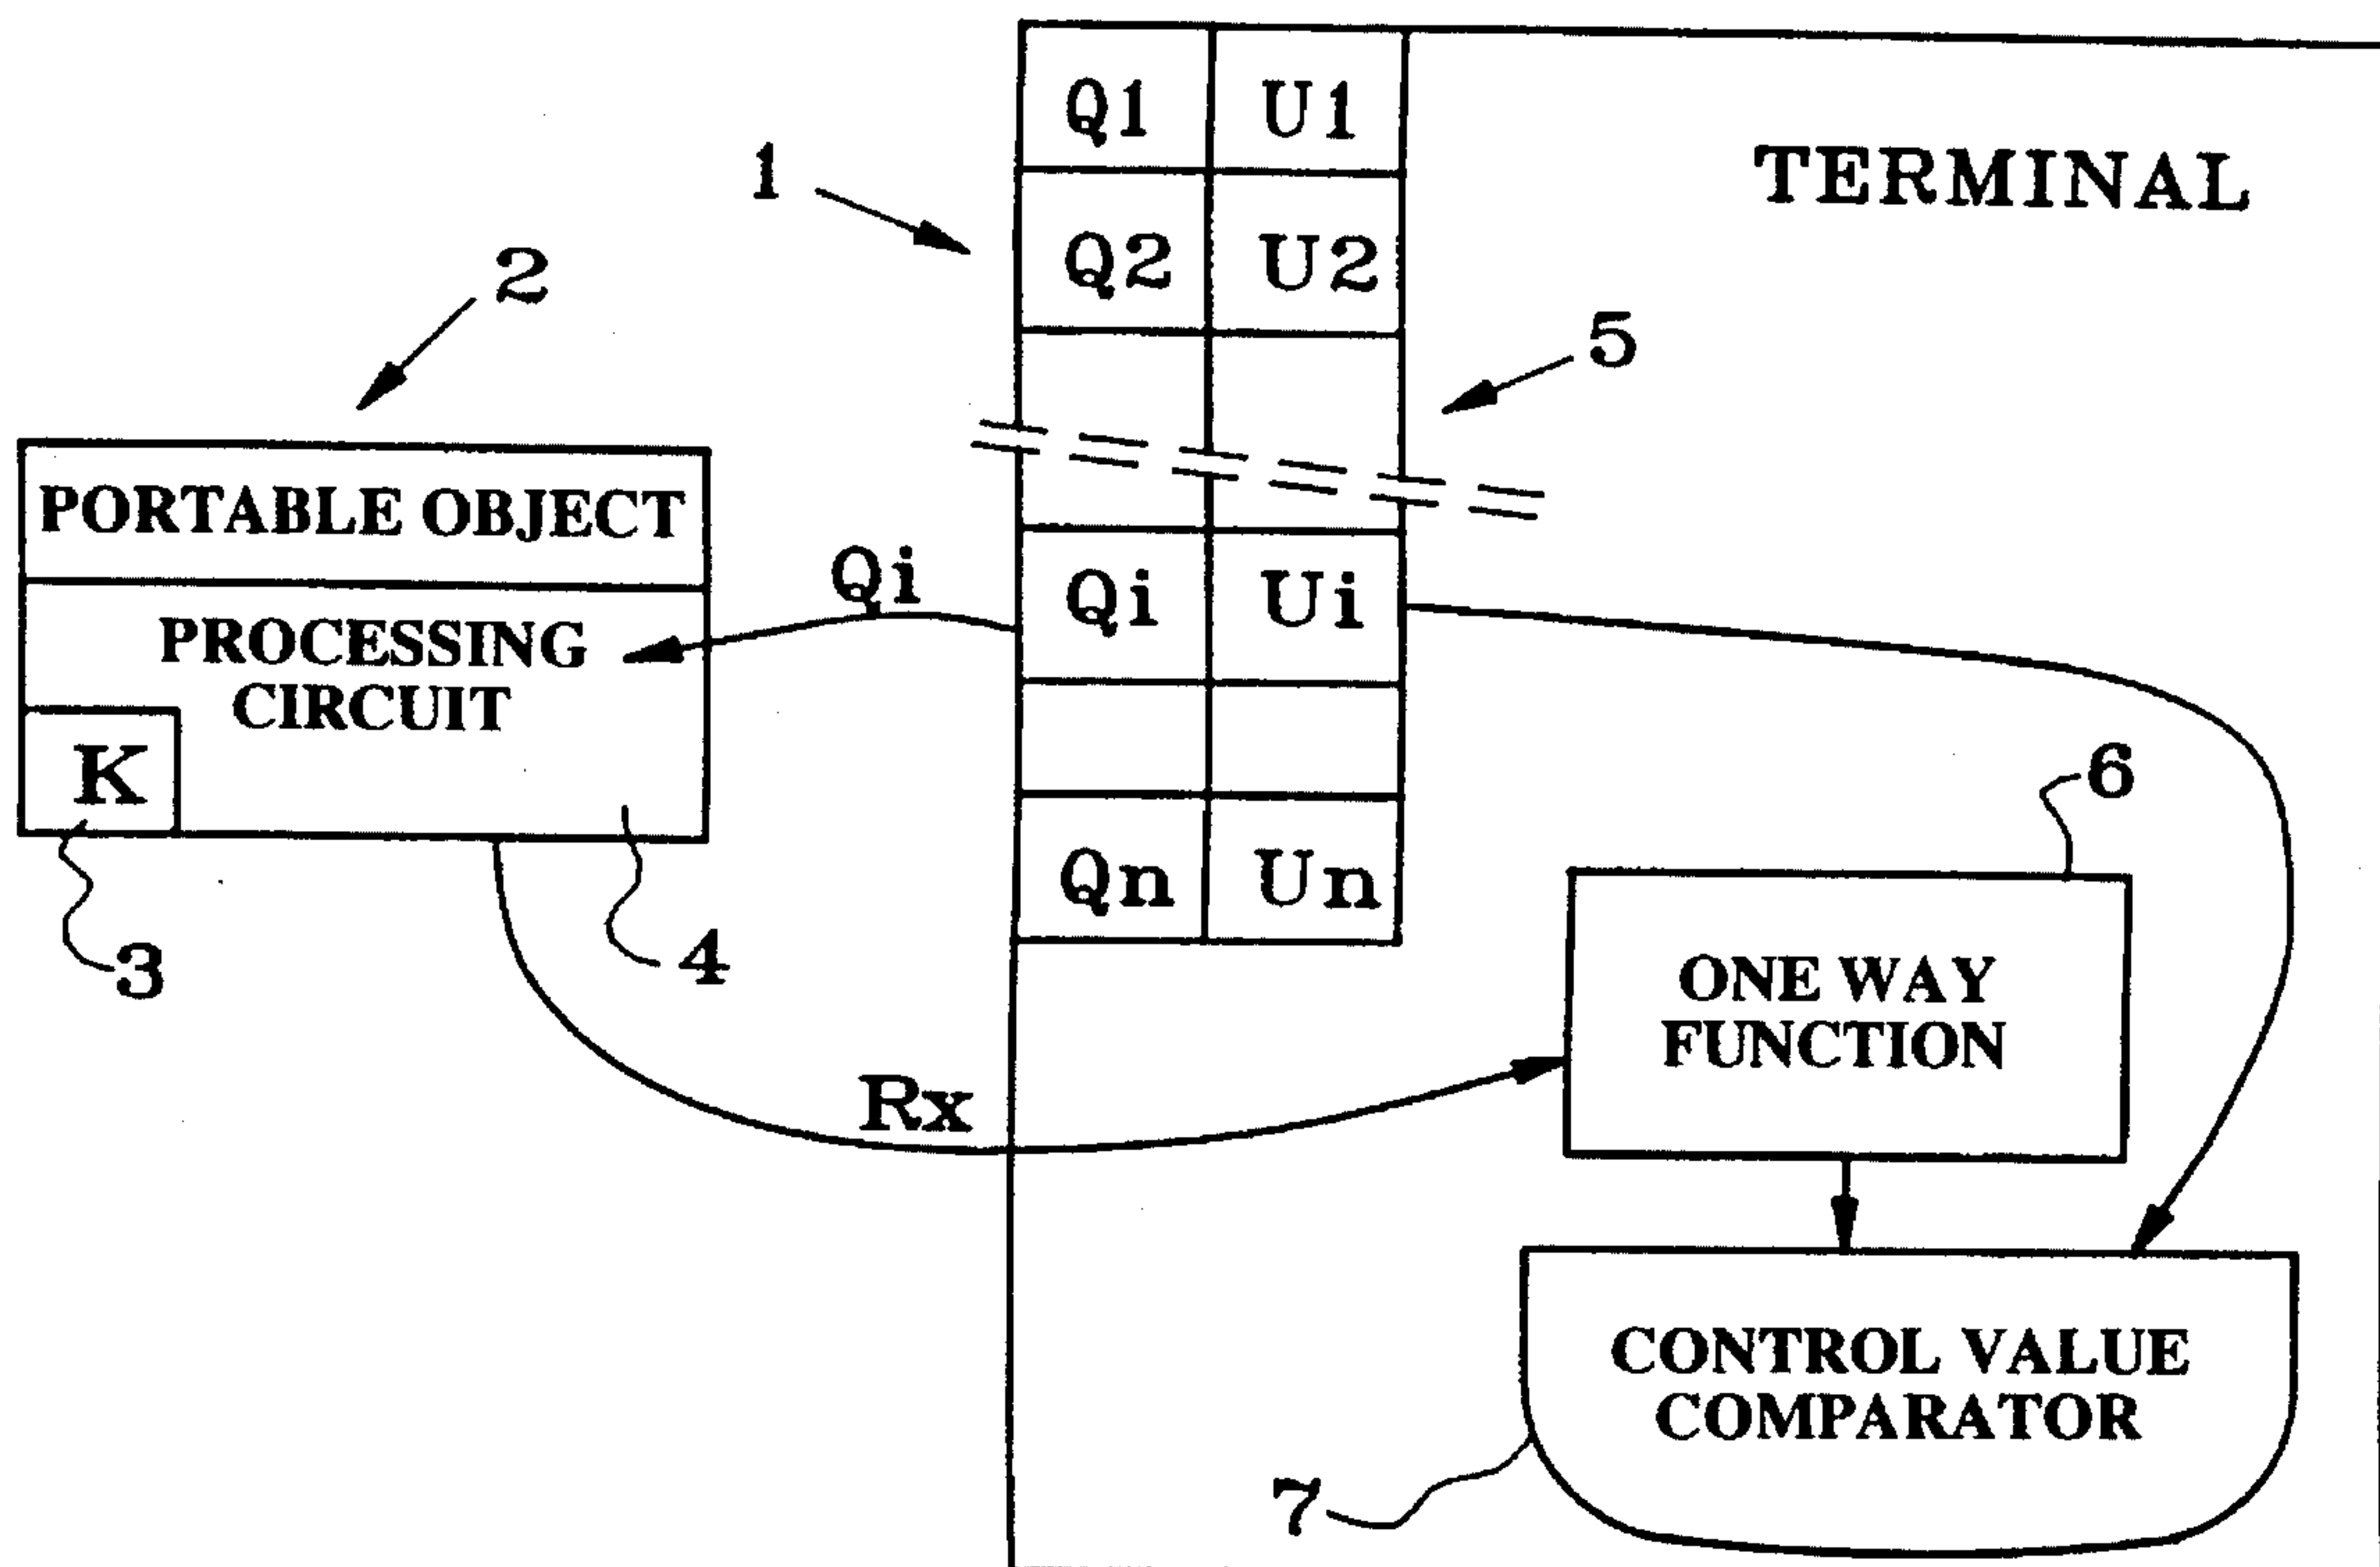 Q1 U1
TERMINAL
1
Q2 U2
2
5
PORTABLE OBJECT
Qi
Qi Ui
PROCESSING
CIRCUIT
K
6
Qn Un
3
4
ONE WAY
FUNCTION
Rx
CONTROL VALUE
COMPARATOR
7